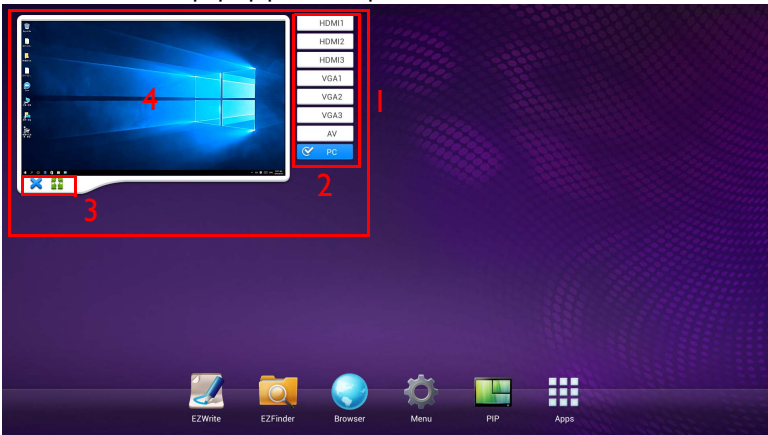 HDMI1
HDMI2
HDMI3
VGA1
VGA2
VGA3
AV
PC
1
2
3
4
EZWrite
EZFinder
Browser
Menu
PIP
Apps